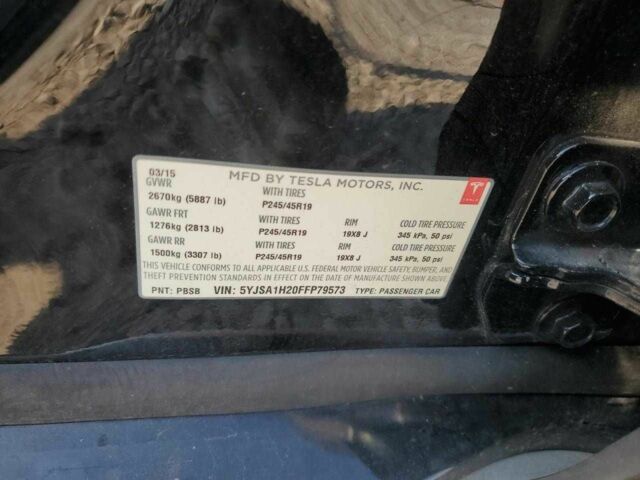 03/15 MFD BY TESLA MOTORS, INC.
GVWR WITH TIRES
2670kg (5887 lb) P245/45R19
GAWR FRT WITH TIRES RIM COLD TIRE PRESSURE
1276kg (2813 lb) P245/45R19 19X8 J 345 kPa, 50 psi
GAWR RR WITH TIRES RIM COLD TIRE PRESSURE
1500kg (3307 lb) P245/45R19 19X8 J 345 kPa, 50 psi
THIS VEHICLE CONFORMS TO ALL APPLICABLE U.S. FEDERAL MOTOR VEHICLE SAFETY, BUMPER, AND
THEFT PREVENTION STANDARDS IN EFFECT ON THE DATE OF MANUFACTURE SHOWN ABOVE.
PNT: PBSB VIN: 5YJSA1H20FFP79573 TYPE: PASSENGER CAR
TESLA